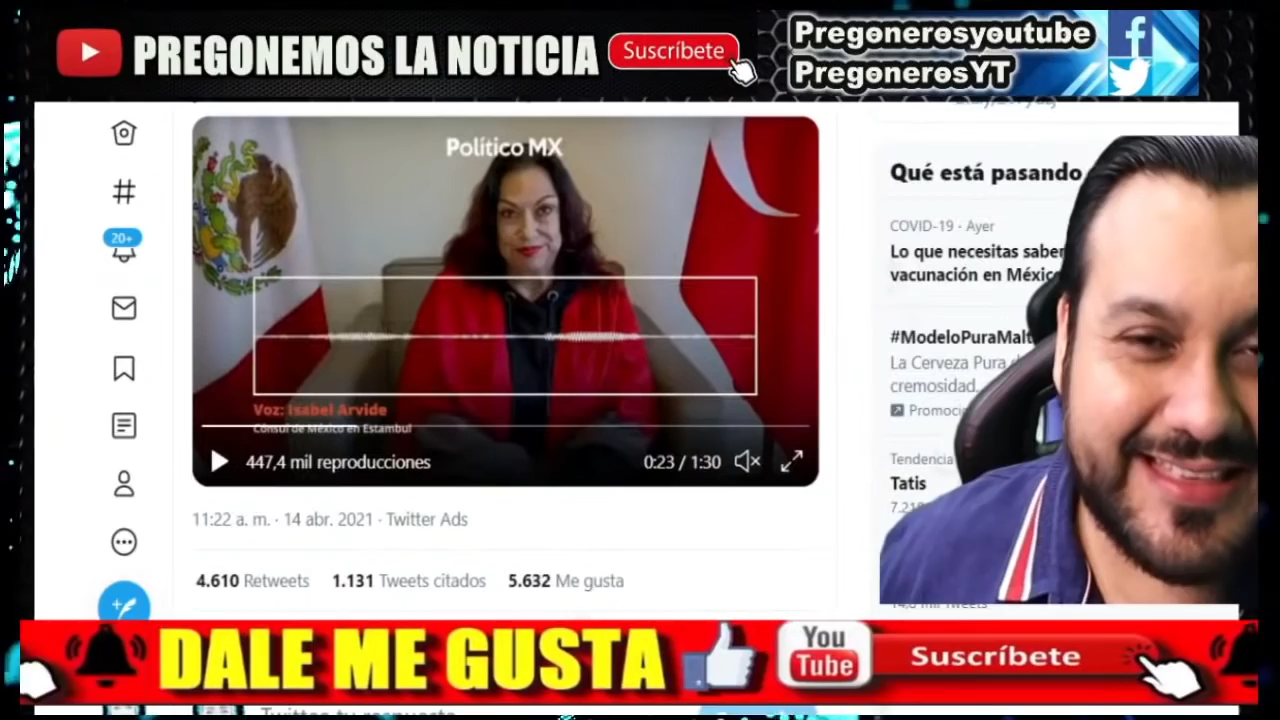 PREGONEMOS LA NOTICIA
Suscríbete
Pregonerosyoutube
PregonerosYT
Político MX
20+
Voz: Isabel Arvide
Cónsul de México en Estambul
447,4 mil reproducciones
0:23 / 1:30
11:22 a. m. · 14 abr. 2021 · Twitter Ads
4.610 Retweets 1.131 Tweets citados 5.632 Me gusta
Qué está pasando
COVID-19 · Ayer
Lo que necesitas saber
vacunación en México
#ModeloPuraMalt
La Cerveza Pura
cremosidad.
Promocio
Tendencia
Tatis
DALE ME GUSTA
You
Tube
Suscríbete